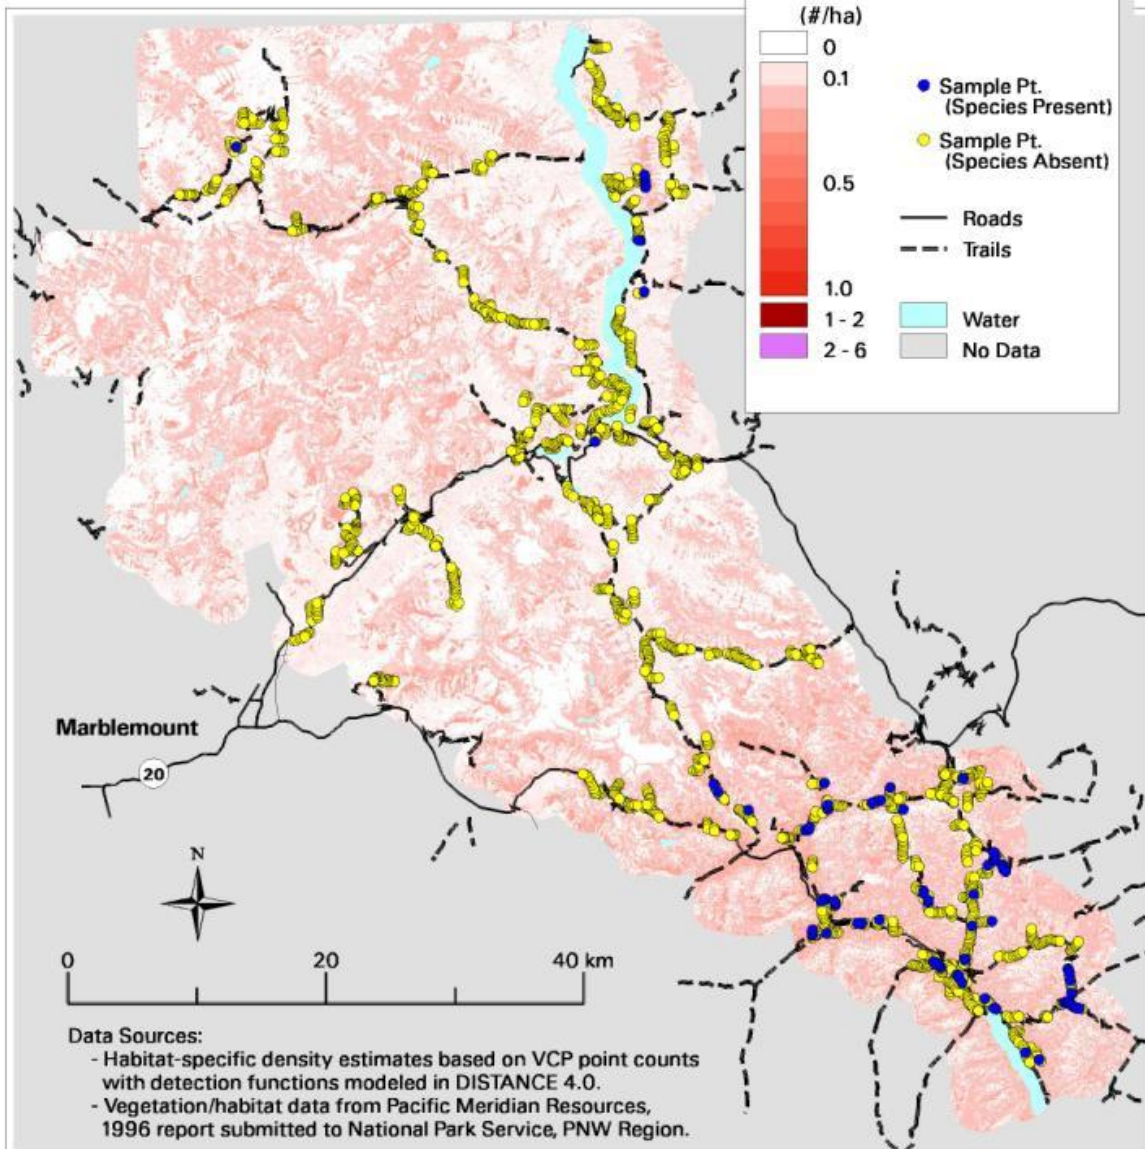 (#/ha)
0
0.1
0.5
1.0
1 - 2
2 - 6
Sample Pt.
(Species Present)
Sample Pt.
(Species Absent)
Roads
Trails
Water
No Data
Marblemount
20
N
0 20 40 km
Data Sources:
- Habitat-specific density estimates based on VCP point counts
with detection functions modeled in DISTANCE 4.0.
- Vegetation/habitat data from Pacific Meridian Resources,
1996 report submitted to National Park Service, PNW Region.